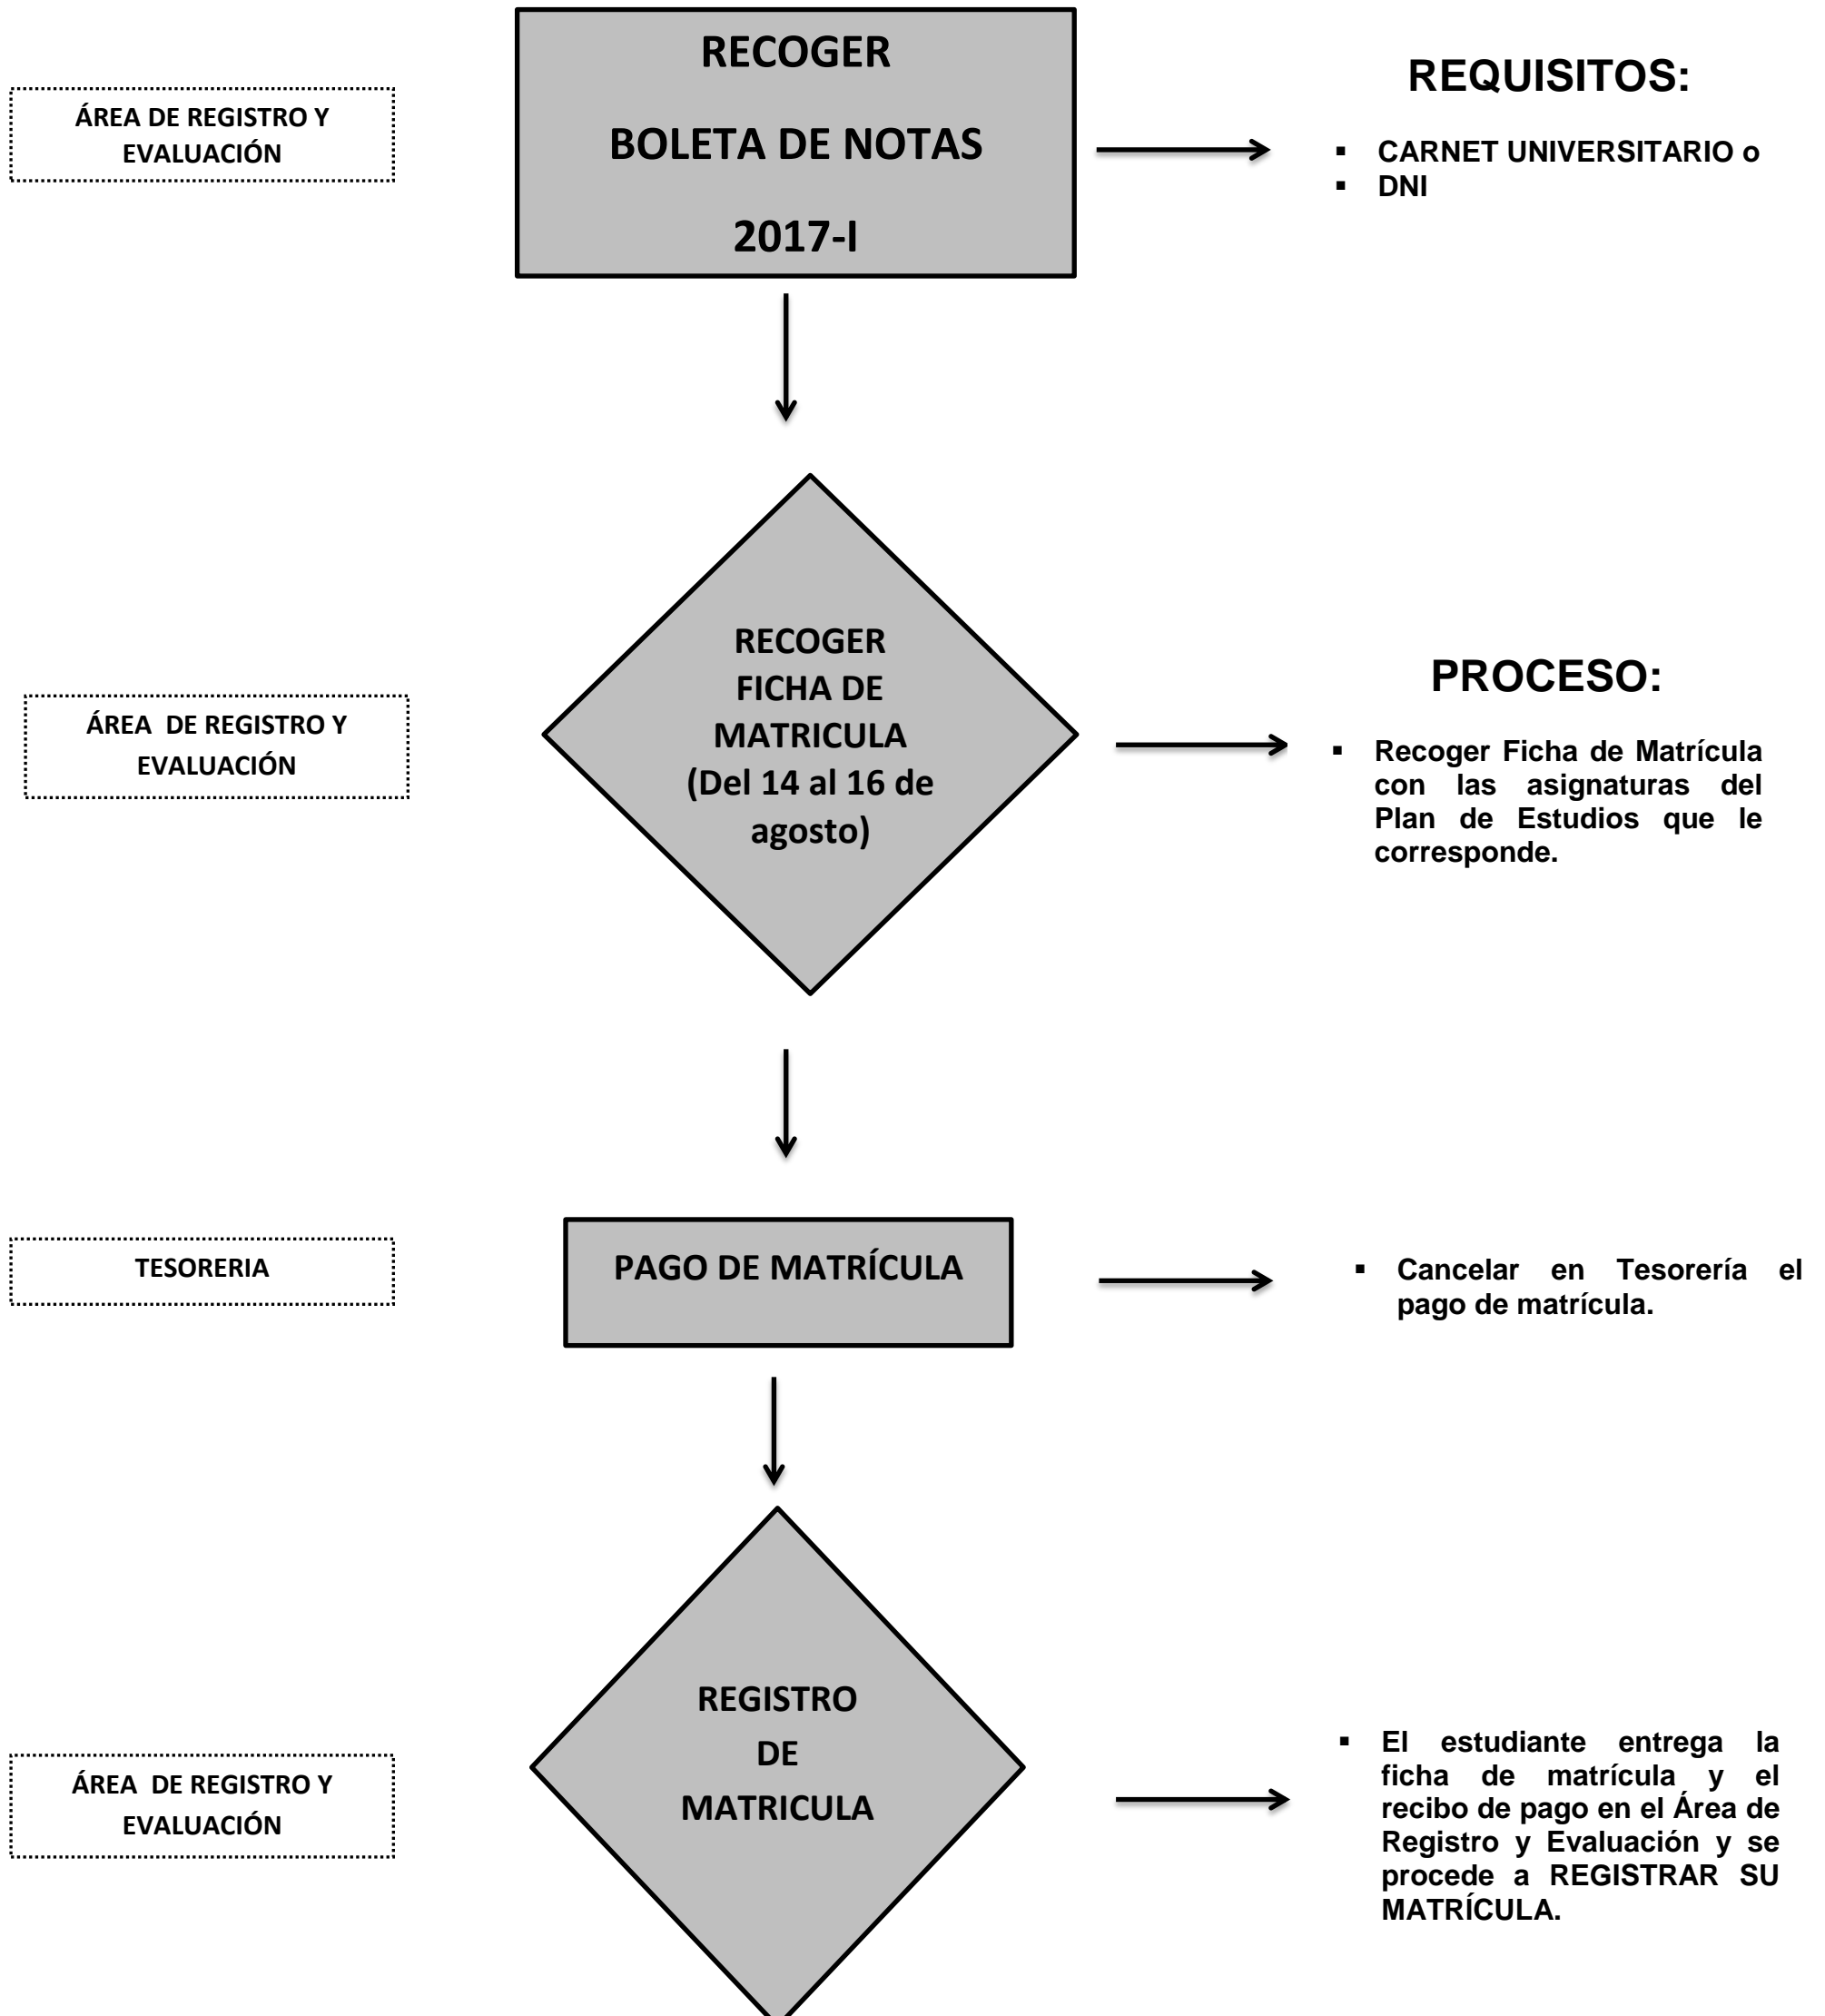 ÁREA DE REGISTRO Y
EVALUACIÓN
RECOGER
BOLETA DE NOTAS
2017-I
REQUISITOS:
▪ CARNET UNIVERSITARIO o
▪ DNI
ÁREA DE REGISTRO Y
EVALUACIÓN
RECOGER
FICHA DE
MATRICULA
(Del 14 al 16 de
agosto)
PROCESO:
▪ Recoger Ficha de Matrícula
con las asignaturas del
Plan de Estudios que le
corresponde.
TESORERIA
PAGO DE MATRÍCULA
▪ Cancelar en Tesorería el
pago de matrícula.
ÁREA DE REGISTRO Y
EVALUACIÓN
REGISTRO
DE
MATRICULA
▪ El estudiante entrega la
ficha de matrícula y el
recibo de pago en el Área de
Registro y Evaluación y se
procede a REGISTRAR SU
MATRÍCULA.